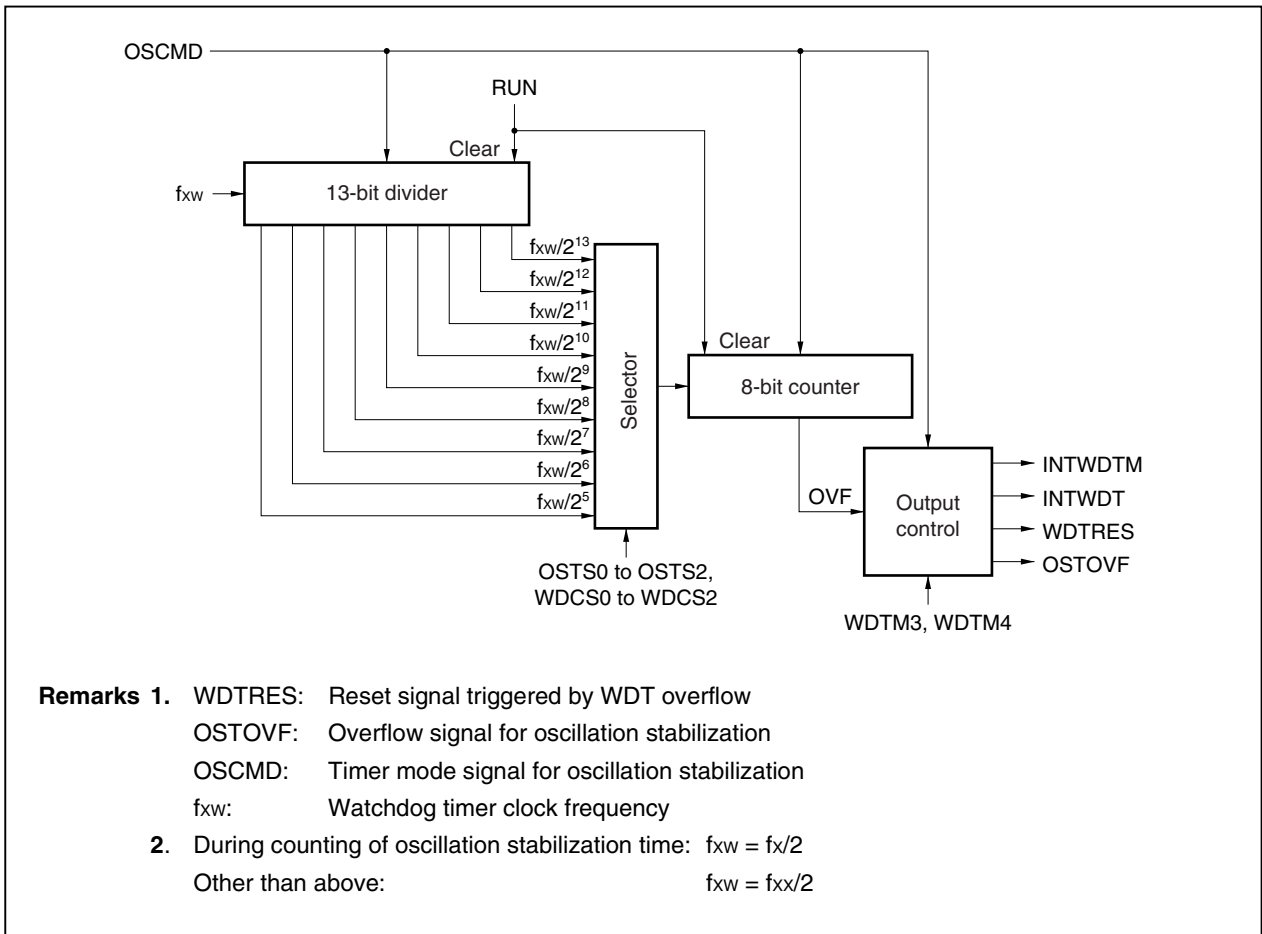 OSCMD
RUN
Clear
fxw
13-bit divider
fxw/2¹³
fxw/2¹²
fxw/2¹¹
fxw/2¹⁰
fxw/2⁹
fxw/2⁸
fxw/2⁷
fxw/2⁶
fxw/2⁵
Selector
Clear
8-bit counter
OVF
Output
control
INTWDTM
INTWDT
WDTRES
OSTOVF
OSTS0 to OSTS2,
WDCS0 to WDCS2
WDTM3, WDTM4
Remarks 1. WDTRES: Reset signal triggered by WDT overflow
OSTOVF: Overflow signal for oscillation stabilization
OSCMD: Timer mode signal for oscillation stabilization
fxw: Watchdog timer clock frequency
2. During counting of oscillation stabilization time: fxw = fx/2
Other than above: fxw = fxx/2